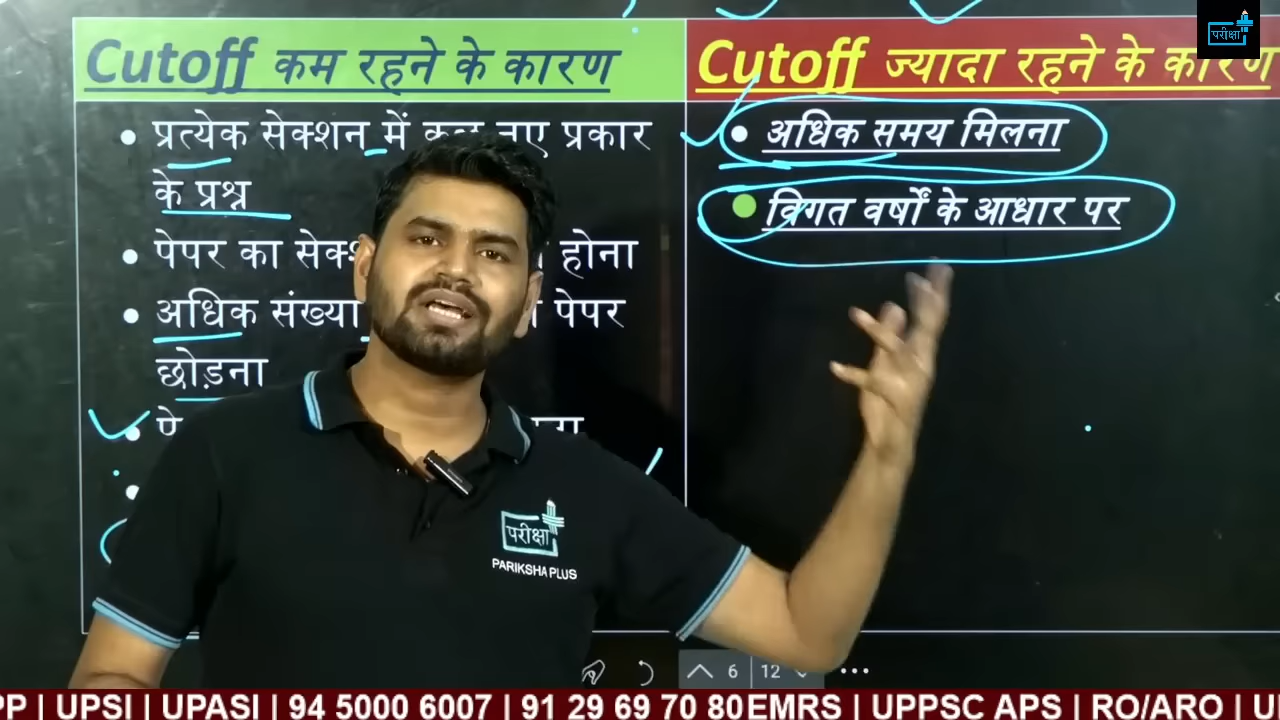 Cutoff कम रहने के कारण
Cutoff ज्यादा रहने के कारण
• प्रत्येक सेक्शन में कुछ नए प्रकार
के प्रश्न
• पेपर का होना
• अधिक संख्या पेपर
छोड़ना
• अधिक समय मिलना
• विगत वर्षों के आधार पर
परीक्षा
परीक्षा
PARIKSHA PLUS
6 12
PP | UPSI | UPASI | 94 5000 6007 | 91 29 69 70 80 EMRS | UPPSC APS | RO/ARO | U